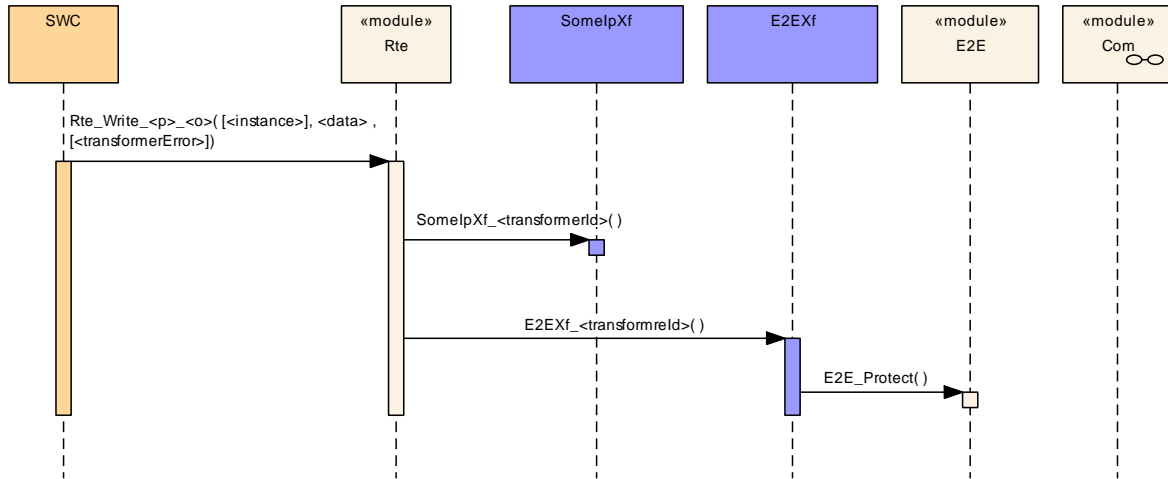 SWC
«module»
Rte
SomeIpXf
E2EXf
«module»
E2E
«module»
Com
Rte_Write_<p>_<o>( [<instance>], <data> ,
[<transformerError>])
SomeIpXf_<transformerId>( )
E2EXf_<transformreId>( )
E2E_Protect( )